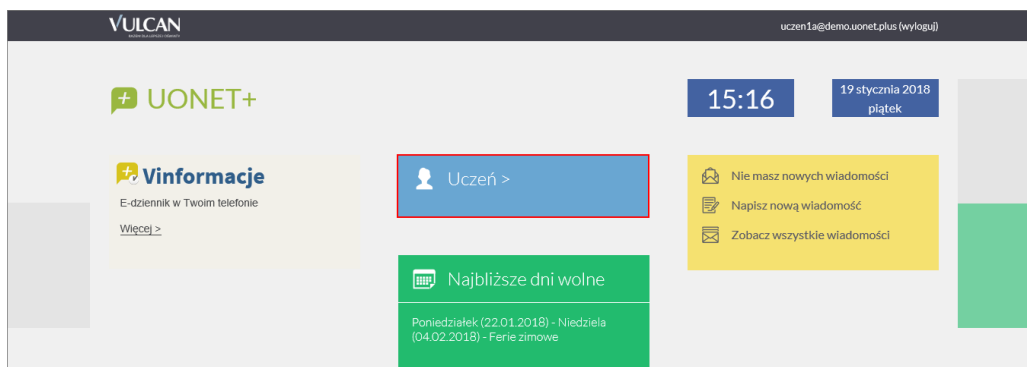 VULCAN
uczen1a@demo.uonet.plus (wyloguj)
UONET+
15:16
19 stycznia 2018
piątek
Vinformacje
E-dziennik w Twoim telefonie
Więcej >
Uczeń >
Nie masz nowych wiadomości
Napisz nową wiadomość
Zobacz wszystkie wiadomości
Najbliższe dni wolne
Poniedziałek (22.01.2018) - Niedziela
(04.02.2018) - Ferie zimowe